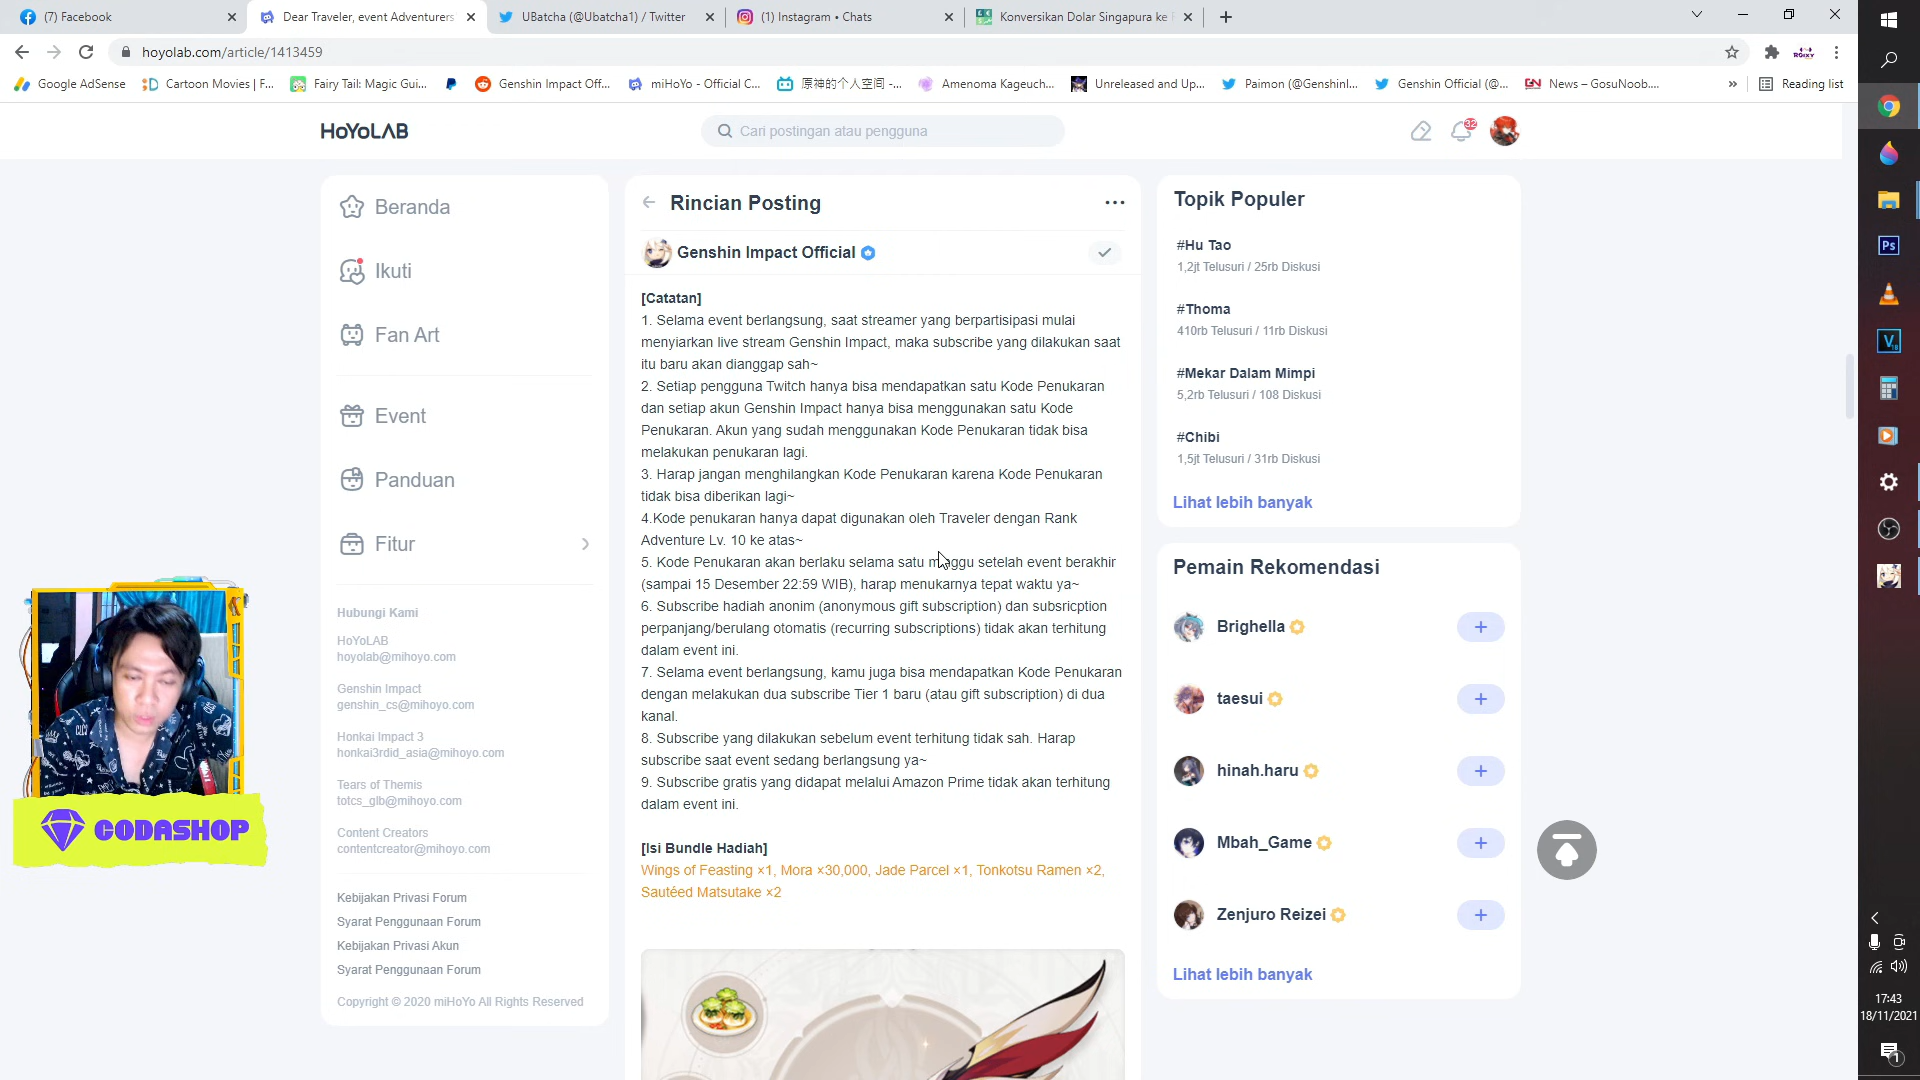 (7) Facebook
Dear Traveler, event Adventurers
UBatcha (@Ubatcha1) / Twitter
(1) Instagram • Chats
Konversikan Dolar Singapura ke
hoyolab.com/article/1413459
Google AdSense
Cartoon Movies | F...
Fairy Tail: Magic Gui...
Genshin Impact Off...
miHoYo - Official C...
原神的个人空间 -...
Amenoma Kageuch...
Unreleased and Up...
Paimon (@Genshinl...
Genshin Official (@...
News – GosuNoob....
Reading list
HoYoLAB
Cari postingan atau pengguna
32
Beranda
Ikuti
Fan Art
Event
Panduan
Fitur
Hubungi Kami
HoYoLAB
hoyolab@mihoyo.com
Genshin Impact
genshin_cs@mihoyo.com
Honkai Impact 3
honkai3rdid_asia@mihoyo.com
Tears of Themis
totcs_glb@mihoyo.com
Content Creators
contentcreator@mihoyo.com
Kebijakan Privasi Forum
Syarat Penggunaan Forum
Kebijakan Privasi Akun
Syarat Penggunaan Forum
Copyright © 2020 miHoYo All Rights Reserved
Rincian Posting
Genshin Impact Official
[Catatan]
1. Selama event berlangsung, saat streamer yang berpartisipasi mulai
menyiarkan live stream Genshin Impact, maka subscribe yang dilakukan saat
itu baru akan dianggap sah~
2. Setiap pengguna Twitch hanya bisa mendapatkan satu Kode Penukaran
dan setiap akun Genshin Impact hanya bisa menggunakan satu Kode
Penukaran. Akun yang sudah menggunakan Kode Penukaran tidak bisa
melakukan penukaran lagi.
3. Harap jangan menghilangkan Kode Penukaran karena Kode Penukaran
tidak bisa diberikan lagi~
4.Kode penukaran hanya dapat digunakan oleh Traveler dengan Rank
Adventure Lv. 10 ke atas~
5. Kode Penukaran akan berlaku selama satu minggu setelah event berakhir
(sampai 15 Desember 22:59 WIB), harap menukarnya tepat waktu ya~
6. Subscribe hadiah anonim (anonymous gift subscription) dan subsricption
perpanjang/berulang otomatis (recurring subscriptions) tidak akan terhitung
dalam event ini.
7. Selama event berlangsung, kamu juga bisa mendapatkan Kode Penukaran
dengan melakukan dua subscribe Tier 1 baru (atau gift subscription) di dua
kanal.
8. Subscribe yang dilakukan sebelum event terhitung tidak sah. Harap
subscribe saat event sedang berlangsung ya~
9. Subscribe gratis yang didapat melalui Amazon Prime tidak akan terhitung
dalam event ini.
[Isi Bundle Hadiah]
Wings of Feasting ×1, Mora ×30,000, Jade Parcel ×1, Tonkotsu Ramen ×2,
Sautéed Matsutake ×2
Topik Populer
#Hu Tao
1,2jt Telusuri / 25rb Diskusi
#Thoma
410rb Telusuri / 11rb Diskusi
#Mekar Dalam Mimpi
5,2rb Telusuri / 108 Diskusi
#Chibi
1,5jt Telusuri / 31rb Diskusi
Lihat lebih banyak
Pemain Rekomendasi
Brighella
taesui
hinah.haru
Mbah_Game
Zenjuro Reizei
Lihat lebih banyak
CODASHOP
Ps
17:43
18/11/2021
1